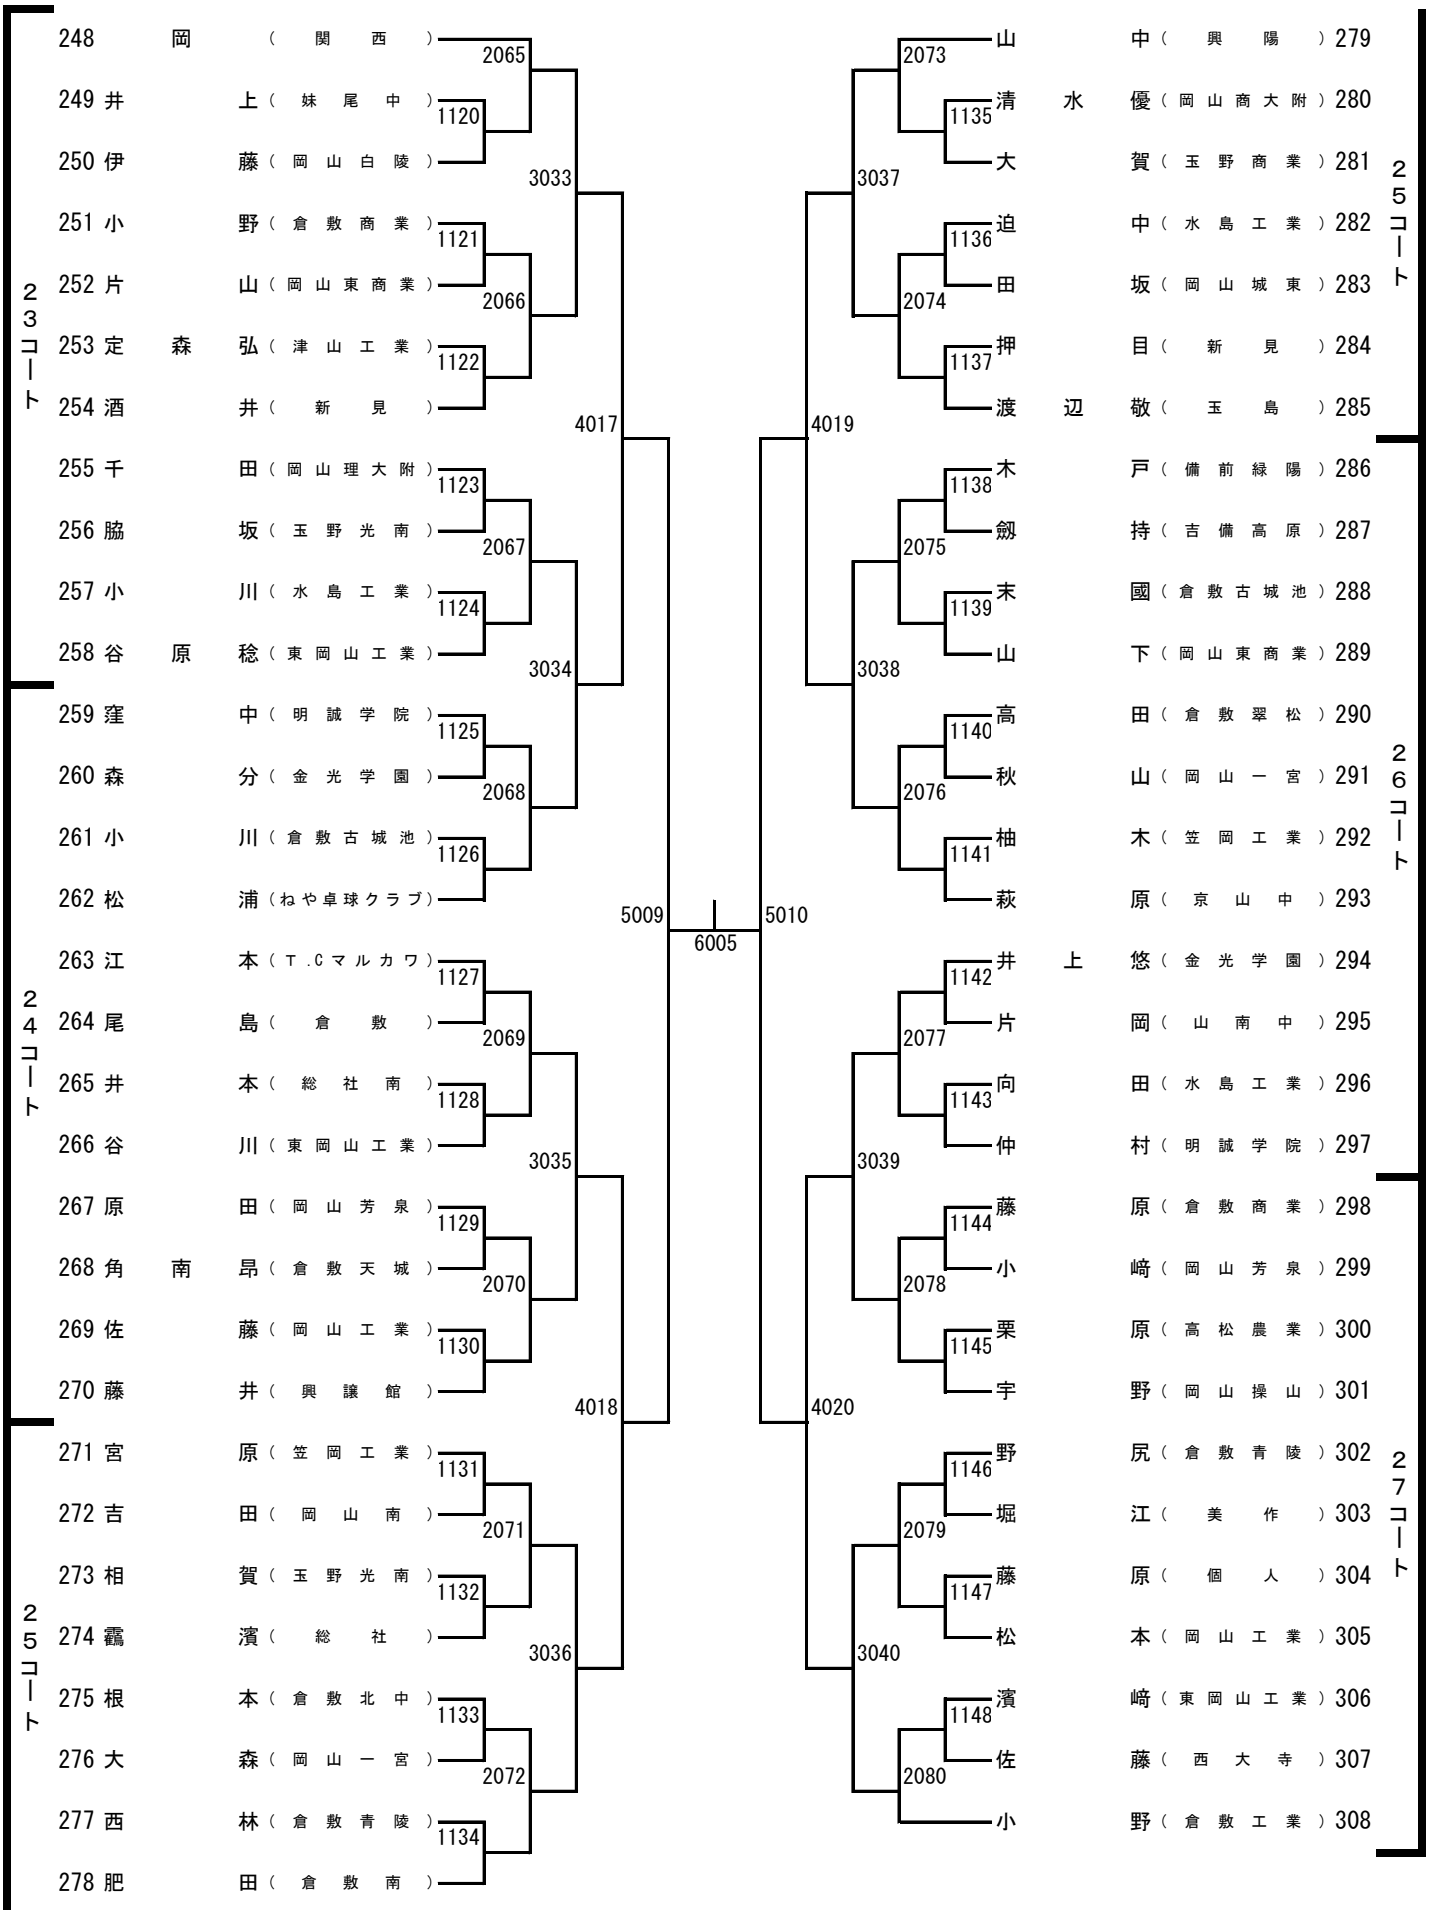 248 岡 ( 関 西 )
249 井 上 ( 妹 尾 中 )
250 伊 藤 ( 岡 山 白 陵 )
251 小 野 ( 倉 敷 商 業 )
252 片 山 ( 岡 山 東 商 業 )
253 定 森 弘 ( 津 山 工 業 )
254 酒 井 ( 新 見 )
255 千 田 ( 岡 山 理 大 附 )
256 脇 坂 ( 玉 野 光 南 )
257 小 川 ( 水 島 工 業 )
258 谷 原 稔 ( 東 岡 山 工 業 )
259 窪 中 ( 明 誠 学 院 )
260 森 分 ( 金 光 学 園 )
261 小 川 ( 倉 敷 古 城 池 )
262 松 浦 ( ねや卓球クラブ )
263 江 本 ( T.Cマルカワ )
264 尾 島 ( 倉 敷 )
265 井 本 ( 総 社 南 )
266 谷 川 ( 東 岡 山 工 業 )
267 原 田 ( 岡 山 芳 泉 )
268 角 南 昂 ( 倉 敷 天 城 )
269 佐 藤 ( 岡 山 工 業 )
270 藤 井 ( 興 譲 館 )
271 宮 原 ( 笠 岡 工 業 )
272 吉 田 ( 岡 山 南 )
273 相 賀 ( 玉 野 光 南 )
274 靍 濱 ( 総 社 )
275 根 本 ( 倉 敷 北 中 )
276 大 森 ( 岡 山 一 宮 )
277 西 林 ( 倉 敷 青 陵 )
278 肥 田 ( 倉 敷 南 )
23コート
24コート
25コート
1120
1121
1122
1123
1124
1125
1126
1127
1128
1129
1130
1131
1132
1133
1134
2065
2066
2067
2068
2069
2070
2071
2072
3033
3034
3035
3036
4017
4018
5009
6005
5010
4019
4020
3037
3038
3039
3040
2073
2074
2075
2076
2077
2078
2079
2080
1135
1136
1137
1138
1139
1140
1141
1142
1143
1144
1145
1146
1147
1148
山 中 ( 興 陽 ) 279
清 水 優 ( 岡 山 商 大 附 ) 280
大 賀 ( 玉 野 商 業 ) 281
迫 中 ( 水 島 工 業 ) 282
田 坂 ( 岡 山 城 東 ) 283
押 目 ( 新 見 ) 284
渡 辺 敬 ( 玉 島 ) 285
木 戸 ( 備 前 緑 陽 ) 286
劔 持 ( 吉 備 高 原 ) 287
末 國 ( 倉 敷 古 城 池 ) 288
山 下 ( 岡 山 東 商 業 ) 289
高 田 ( 倉 敷 翠 松 ) 290
秋 山 ( 岡 山 一 宮 ) 291
柚 木 ( 笠 岡 工 業 ) 292
萩 原 ( 京 山 中 ) 293
井 上 悠 ( 金 光 学 園 ) 294
片 岡 ( 山 南 中 ) 295
向 田 ( 水 島 工 業 ) 296
仲 村 ( 明 誠 学 院 ) 297
藤 原 ( 倉 敷 商 業 ) 298
小 﨑 ( 岡 山 芳 泉 ) 299
栗 原 ( 高 松 農 業 ) 300
宇 野 ( 岡 山 操 山 ) 301
野 尻 ( 倉 敷 青 陵 ) 302
堀 江 ( 美 作 ) 303
藤 原 ( 個 人 ) 304
松 本 ( 岡 山 工 業 ) 305
濱 﨑 ( 東 岡 山 工 業 ) 306
佐 藤 ( 西 大 寺 ) 307
小 野 ( 倉 敷 工 業 ) 308
25コート
26コート
27コート